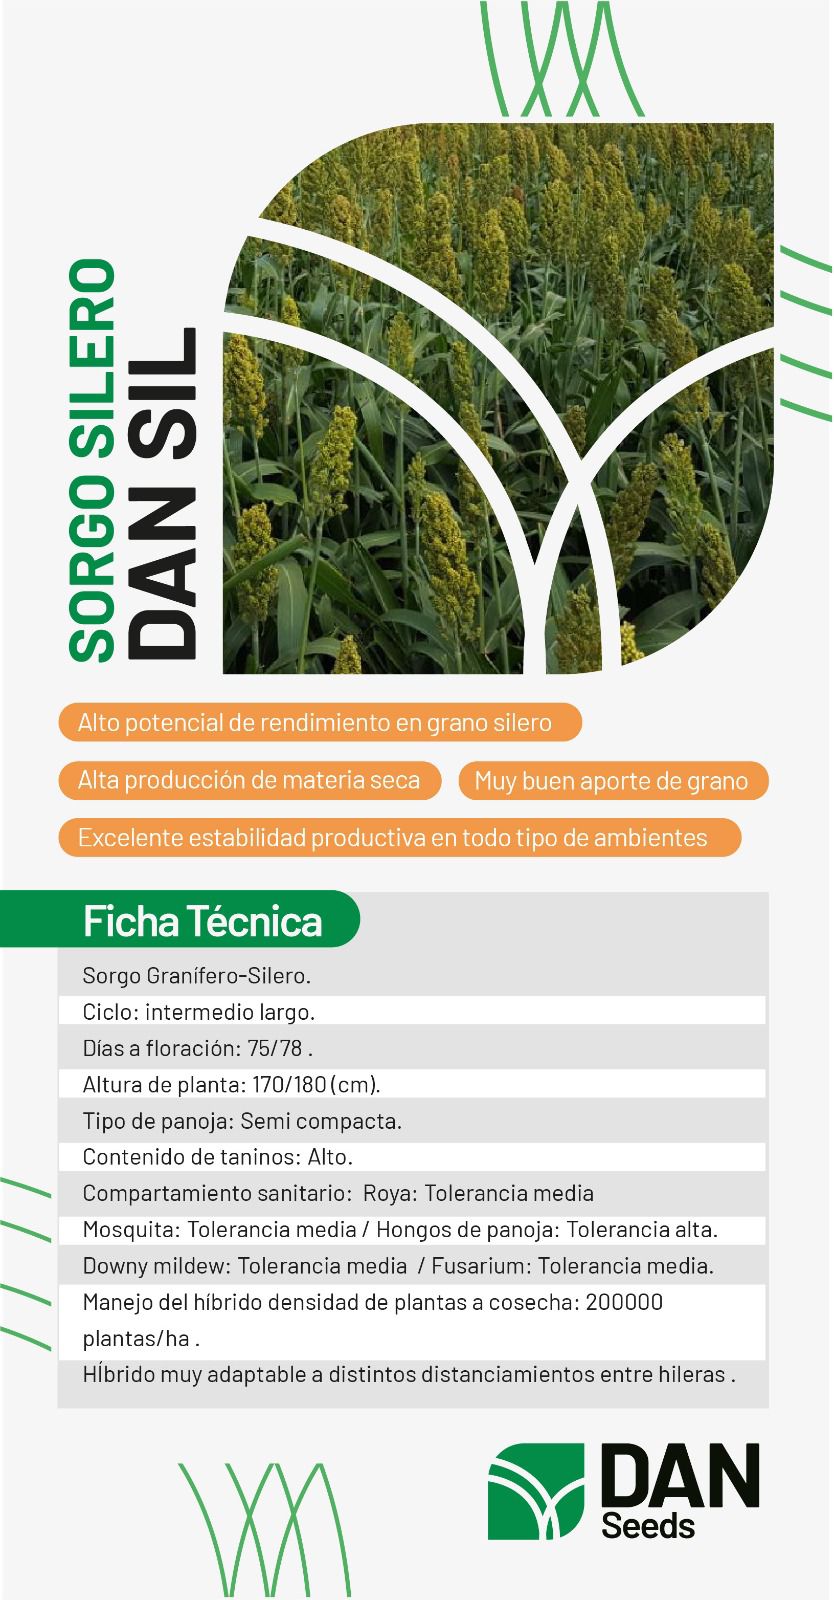 SORGO SILERO
DAN SIL
Alto potencial de rendimiento en grano silero
Alta producción de materia seca
Muy buen aporte de grano
Excelente estabilidad productiva en todo tipo de ambientes
Ficha Técnica
Sorgo Granífero-Silero.
Ciclo: intermedio largo.
Días a floración: 75/78 .
Altura de planta: 170/180 (cm).
Tipo de panoja: Semi compacta.
Contenido de taninos: Alto.
Compartamiento sanitario:  Roya: Tolerancia media
Mosquita: Tolerancia media / Hongos de panoja: Tolerancia alta.
Downy mildew: Tolerancia media  / Fusarium: Tolerancia media.
Manejo del híbrido densidad de plantas a cosecha: 200000
plantas/ha .
HÍbrido muy adaptable a distintos distanciamientos entre hileras .
DAN
Seeds